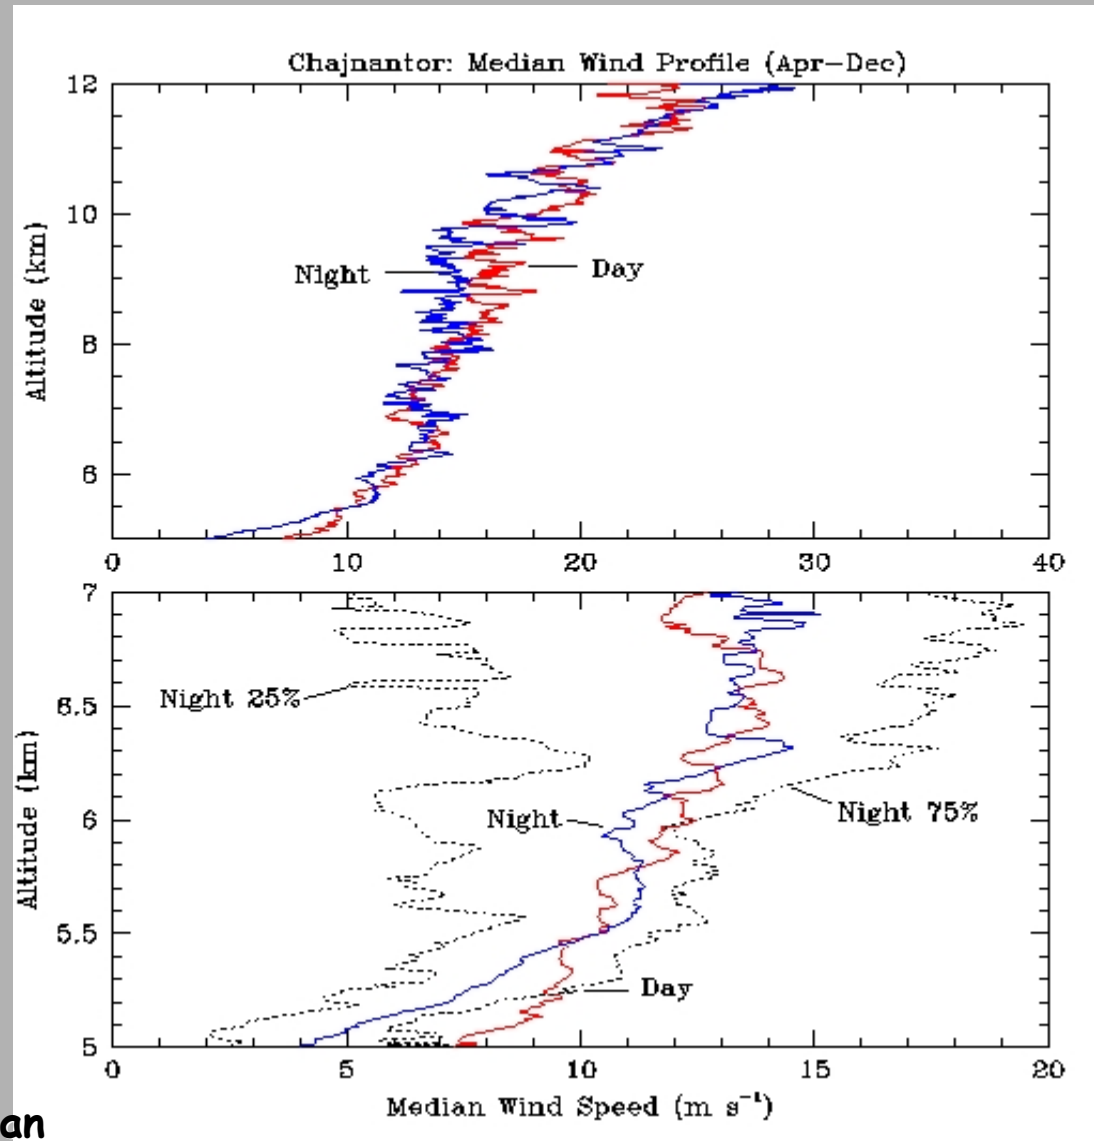 Chajnantor: Median Wind Profile (Apr-Dec)
12
10
8
6
Altitude (km)
Night
Day
0 10 20 30 40
7
6.5
6
5.5
5
Altitude (km)
Night 25%
Night
Night 75%
Day
0 5 10 15 20
Median Wind Speed (m s⁻¹)
an